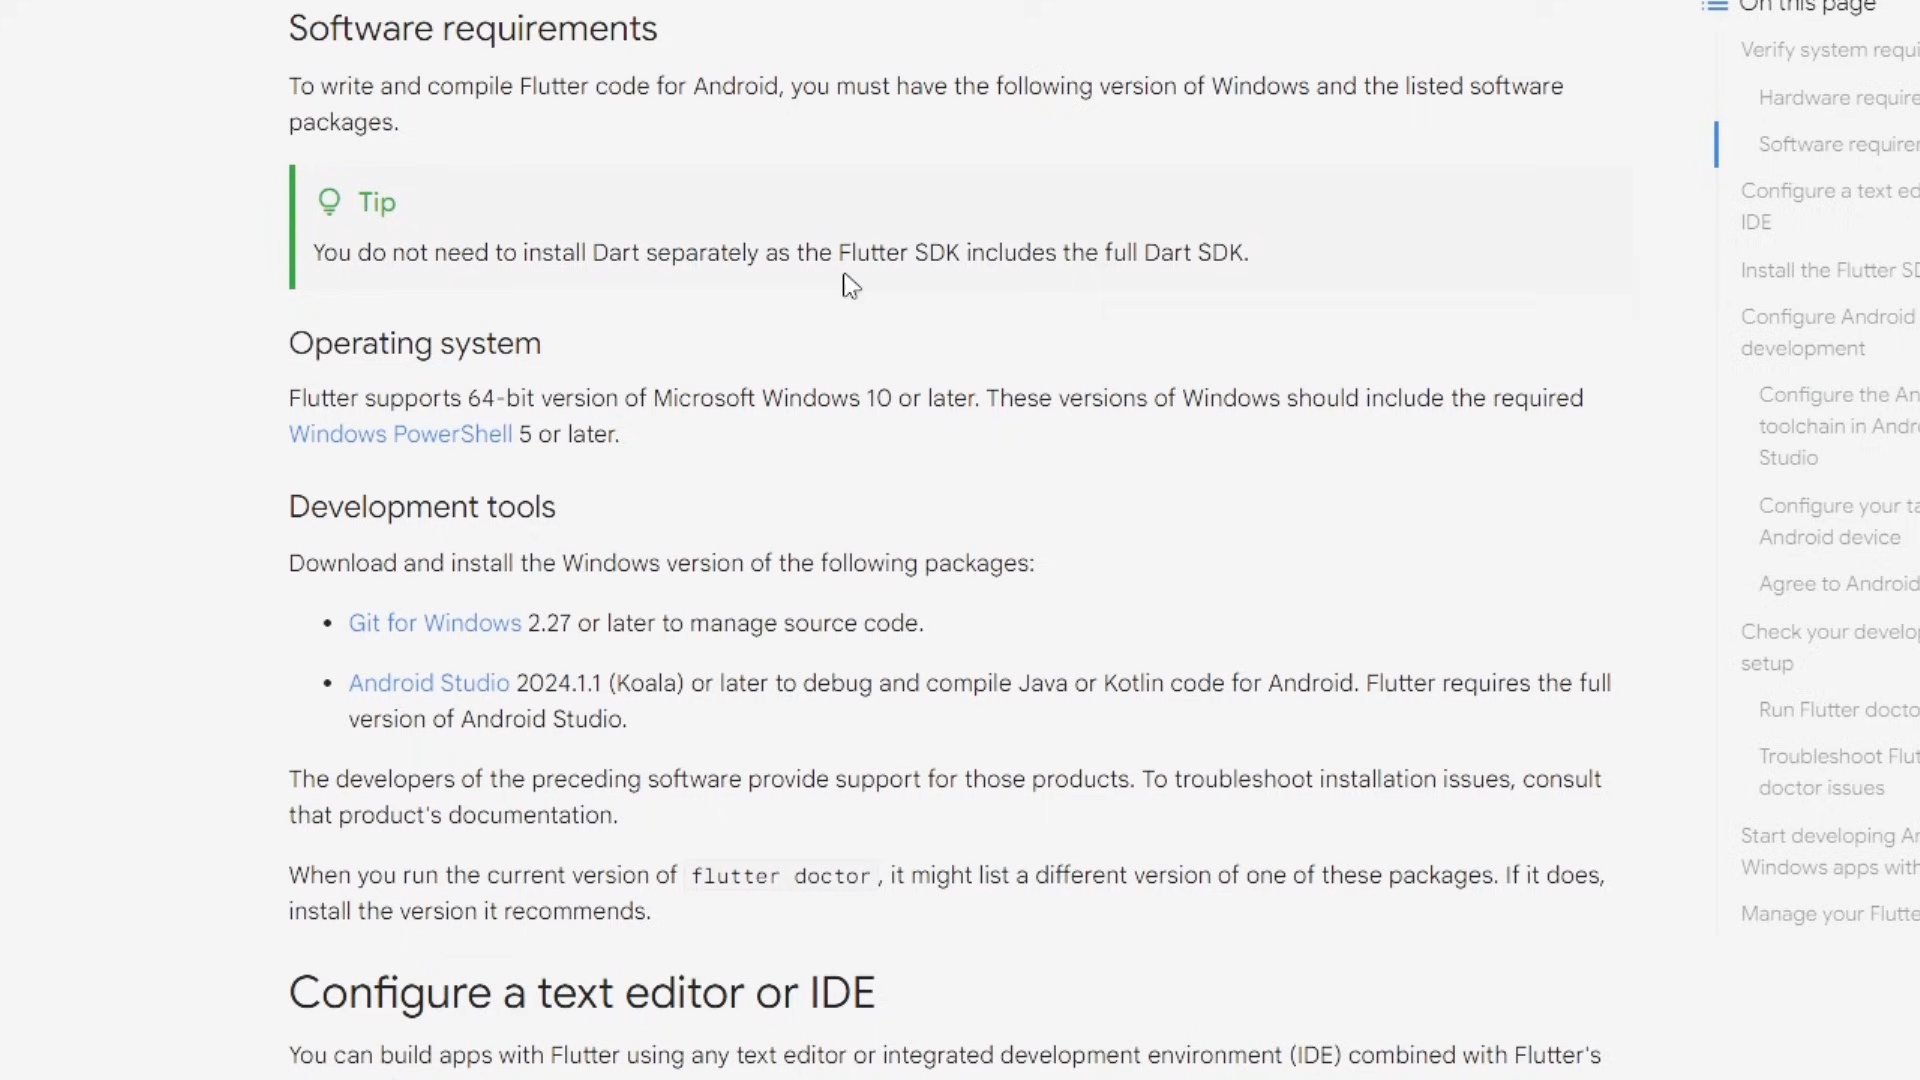 Software requirements
To write and compile Flutter code for Android, you must have the following version of Windows and the listed software
packages.
Tip
You do not need to install Dart separately as the Flutter SDK includes the full Dart SDK.
Operating system
Flutter supports 64-bit version of Microsoft Windows 10 or later. These versions of Windows should include the required
Windows PowerShell 5 or later.
Development tools
Download and install the Windows version of the following packages:
• Git for Windows 2.27 or later to manage source code.
• Android Studio 2024.1.1 (Koala) or later to debug and compile Java or Kotlin code for Android. Flutter requires the full
version of Android Studio.
The developers of the preceding software provide support for those products. To troubleshoot installation issues, consult
that product's documentation.
When you run the current version of flutter doctor, it might list a different version of one of these packages. If it does,
install the version it recommends.
Configure a text editor or IDE
You can build apps with Flutter using any text editor or integrated development environment (IDE) combined with Flutter's
On this page
Verify system
Hardware
Software
Configure a text
IDE
Install the Flutter
Configure Android
development
Configure the
toolchain in
Studio
Configure your
Android device
Agree to Android
Check your
setup
Run Flutter
Troubleshoot
doctor issues
Start developing
Windows apps with
Manage your